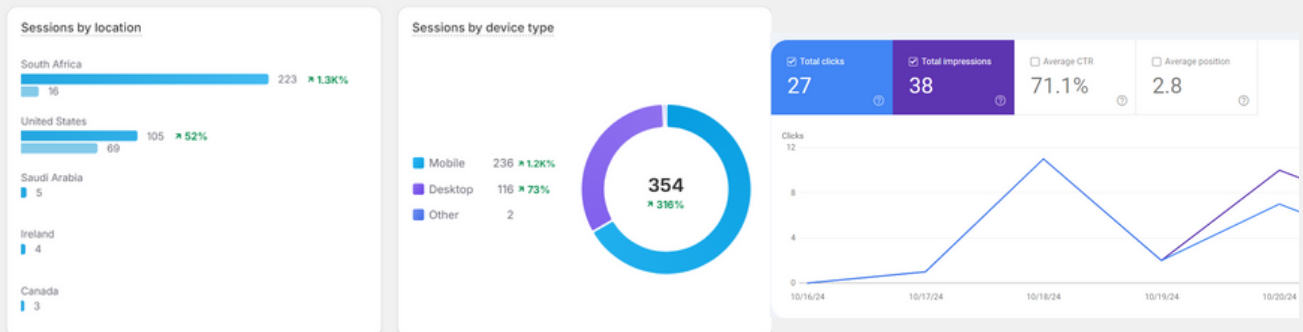 Sessions by location
South Africa
223 ↗ 1.3K%
16
United States
105 ↗ 52%
69
Saudi Arabia
5
Ireland
4
Canada
3
Sessions by device type
Mobile 236 ↗ 1.2K%
Desktop 116 ↗ 73%
Other 2
354
↗ 316%
Total clicks
27
Total impressions
38
Average CTR
71.1%
Average position
2.8
Clicks
12
8
4
0
10/16/24 10/17/24 10/18/24 10/19/24 10/20/24